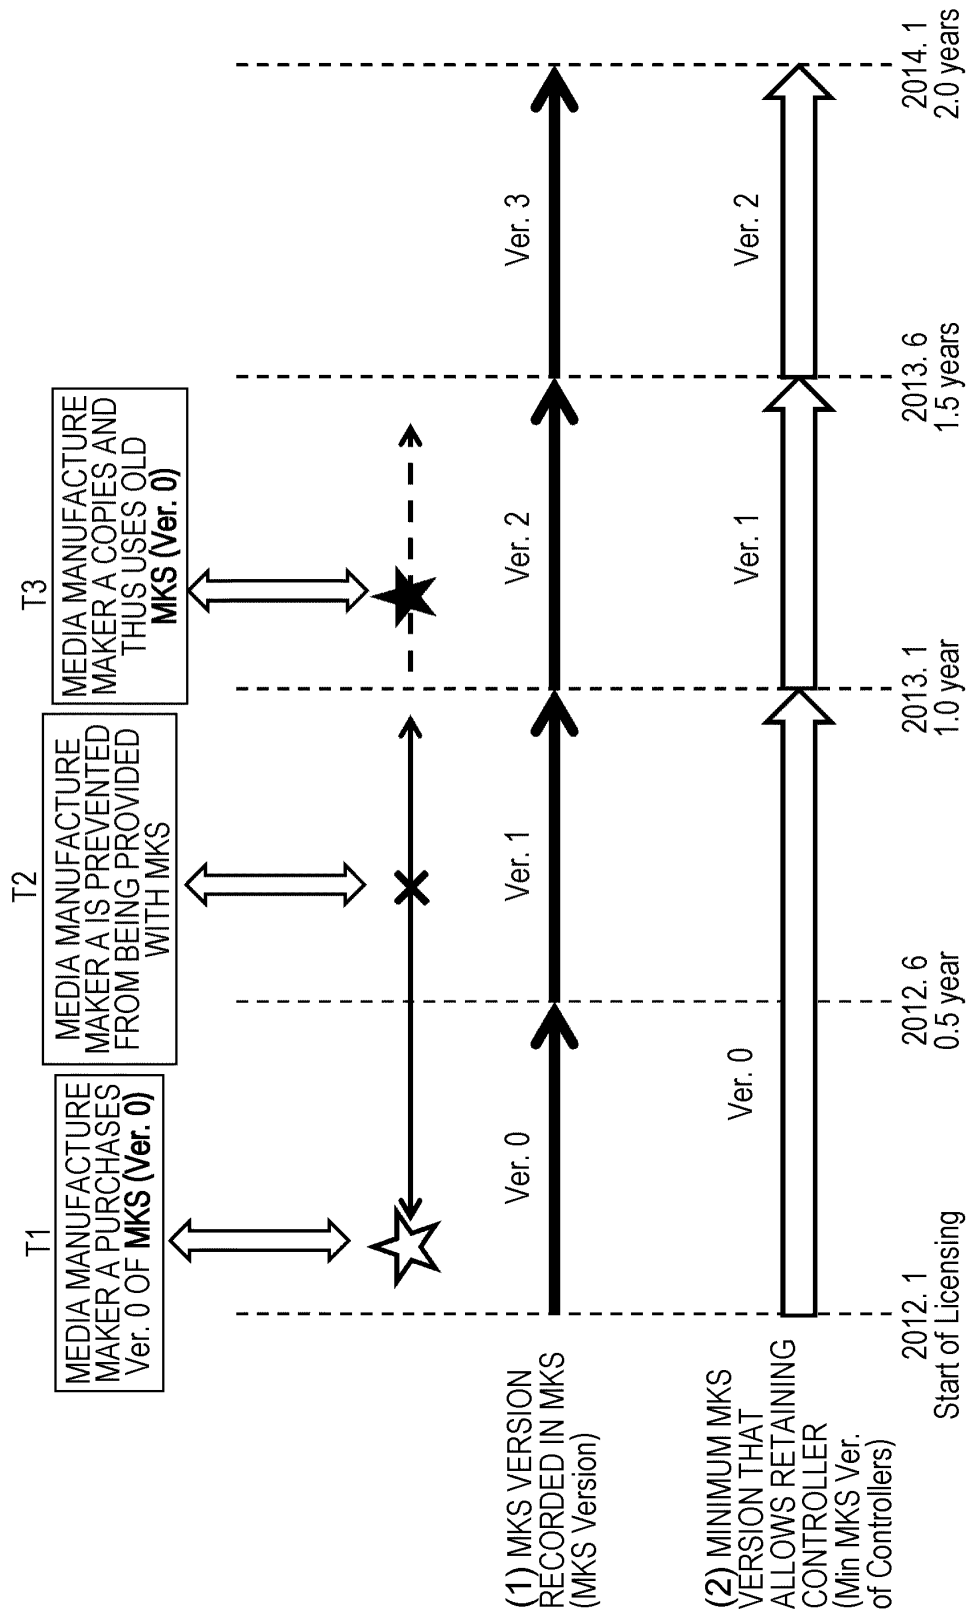 T1
MEDIA MANUFACTURE
MAKER A PURCHASES
Ver. 0 OF MKS (Ver. 0)
T2
MEDIA MANUFACTURE
MAKER A IS PREVENTED
FROM BEING PROVIDED
WITH MKS
T3
MEDIA MANUFACTURE
MAKER A COPIES AND
THUS USES OLD
MKS (Ver. 0)
(1) MKS VERSION
RECORDED IN MKS
(MKS Version)
Ver. 0
Ver. 1
Ver. 2
Ver. 3
(2) MINIMUM MKS
VERSION THAT
ALLOWS RETAINING
CONTROLLER
(Min MKS Ver.
of Controllers)
Ver. 0
Ver. 1
Ver. 2
2012. 1
Start of Licensing
2012. 6
0.5 year
2013. 1
1.0 year
2013. 6
1.5 years
2014. 1
2.0 years